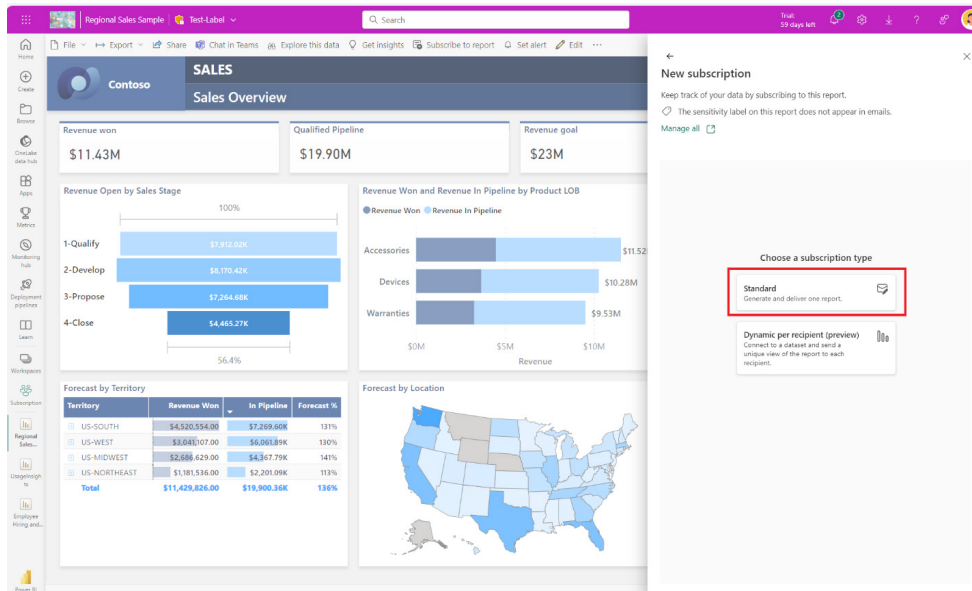 Regional Sales Sample
Test-Label
Search
Trial:
59 days left
2
Home
Create
Browse
OneLake
data hub
Apps
Metrics
Monitoring
hub
Deployment
pipelines
Learn
Workspaces
Subscription
Regional
Sales...
UsageInsigh
ts
Employee
Hiring and...
Power BI
File
Export
Share
Chat in Teams
Explore this data
Get insights
Subscribe to report
Set alert
Edit
...
Contoso
SALES
Sales Overview
Revenue won
$11.43M
Qualified Pipeline
$19.90M
Revenue goal
$23M
Revenue Open by Sales Stage
100%
1-Qualify
$7,912.02K
2-Develop
$8,170.42K
3-Propose
$7,264.68K
4-Close
$4,465.27K
56.4%
Revenue Won and Revenue In Pipeline by Product LOB
Revenue Won
Revenue In Pipeline
Accessories
$11.52
Devices
$10.28M
Warranties
$9.53M
$0M
$5M
$10M
Revenue
Forecast by Territory
Territory Revenue Won In Pipeline Forecast %
US-SOUTH $4,520,554.00 $7,269.60K 131%
US-WEST $3,041,107.00 $6,061.89K 130%
US-MIDWEST $2,686,629.00 $4,367.79K 141%
US-NORTHEAST $1,181,536.00 $2,201.09K 113%
Total $11,429,826.00 $19,900.36K 136%
Forecast by Location
New subscription
Keep track of your data by subscribing to this report.
The sensitivity label on this report does not appear in emails.
Manage all
Choose a subscription type
Standard
Generate and deliver one report.
Dynamic per recipient (preview)
Connect to a dataset and send a
unique view of the report to each
recipient.